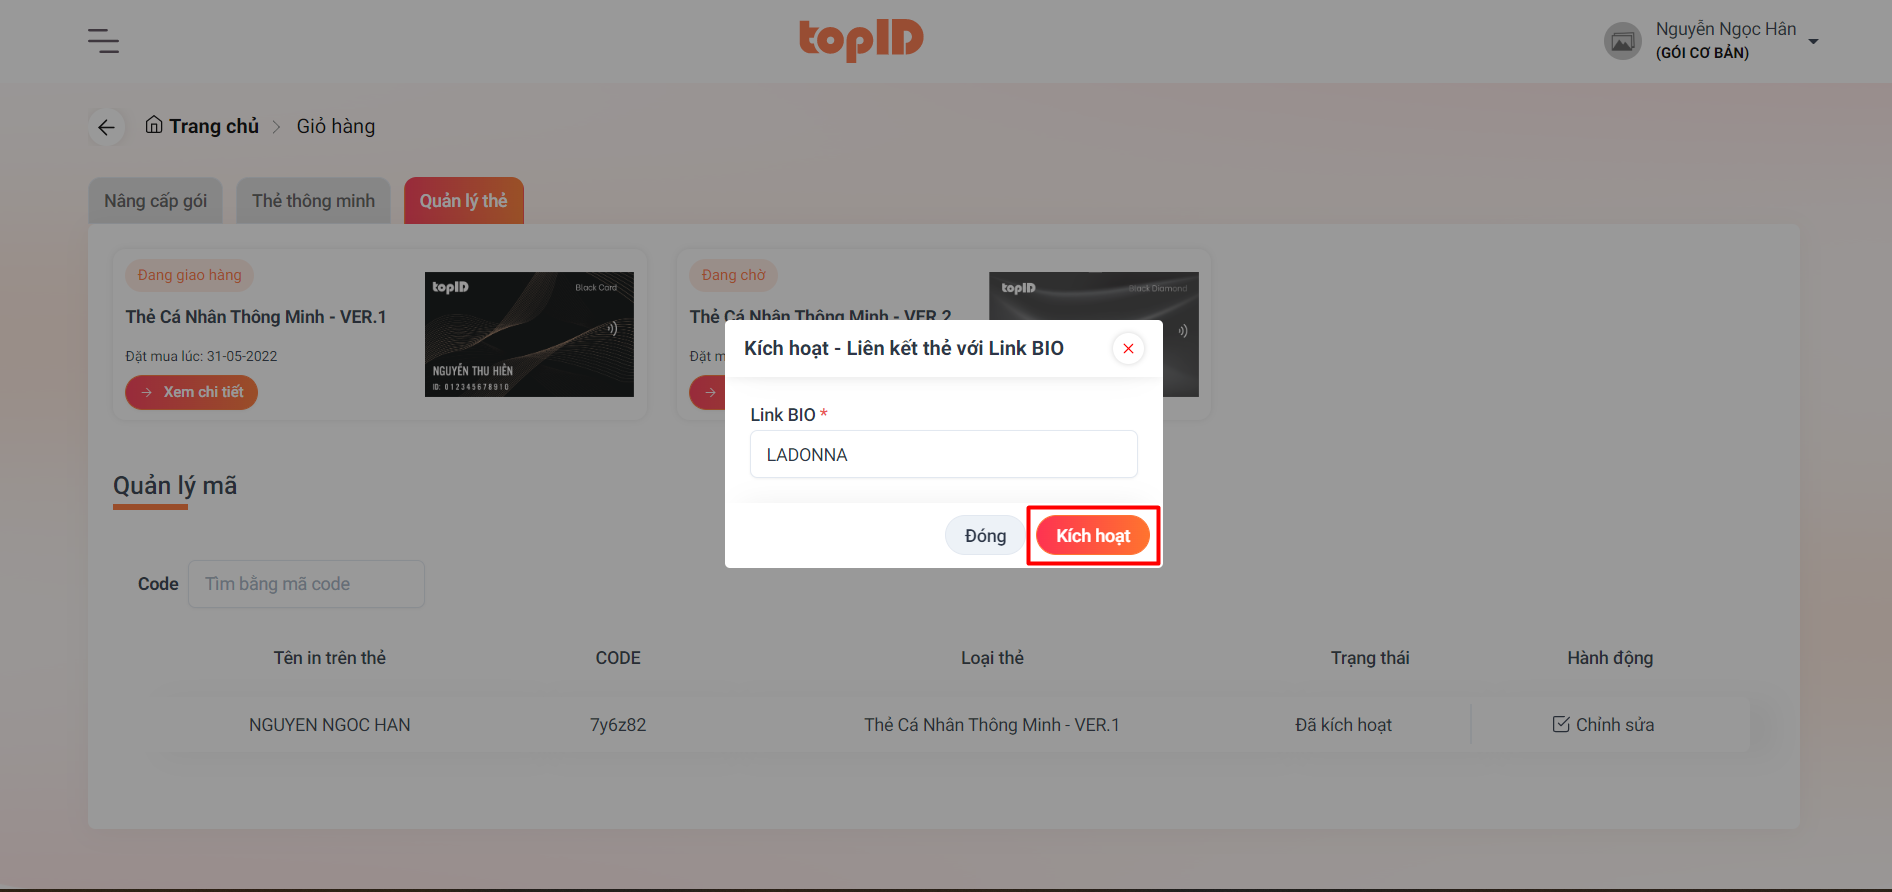 topID
Nguyễn Ngọc Hân
(GÓI CƠ BẢN)
Trang chủ > Giỏ hàng
Nâng cấp gói
Thẻ thông minh
Quản lý thẻ
Đang giao hàng
Thẻ Cá Nhân Thông Minh - VER.1
Đặt mua lúc: 31-05-2022
Xem chi tiết
topID
Black Card
NGUYỄN THU HIỀN
ID: 012345678910
Đang chờ
Thẻ Cá Nhân Thông Minh - VER.2
Đặt m
topID
Black Diamond
Kích hoạt - Liên kết thẻ với Link BIO
Link BIO *
LADONNA
Đóng
Kích hoạt
Quản lý mã
Code
Tìm bằng mã code
Tên in trên thẻ CODE Loại thẻ Trạng thái Hành động
NGUYEN NGOC HAN 7y6z82 Thẻ Cá Nhân Thông Minh - VER.1 Đã kích hoạt Chỉnh sửa